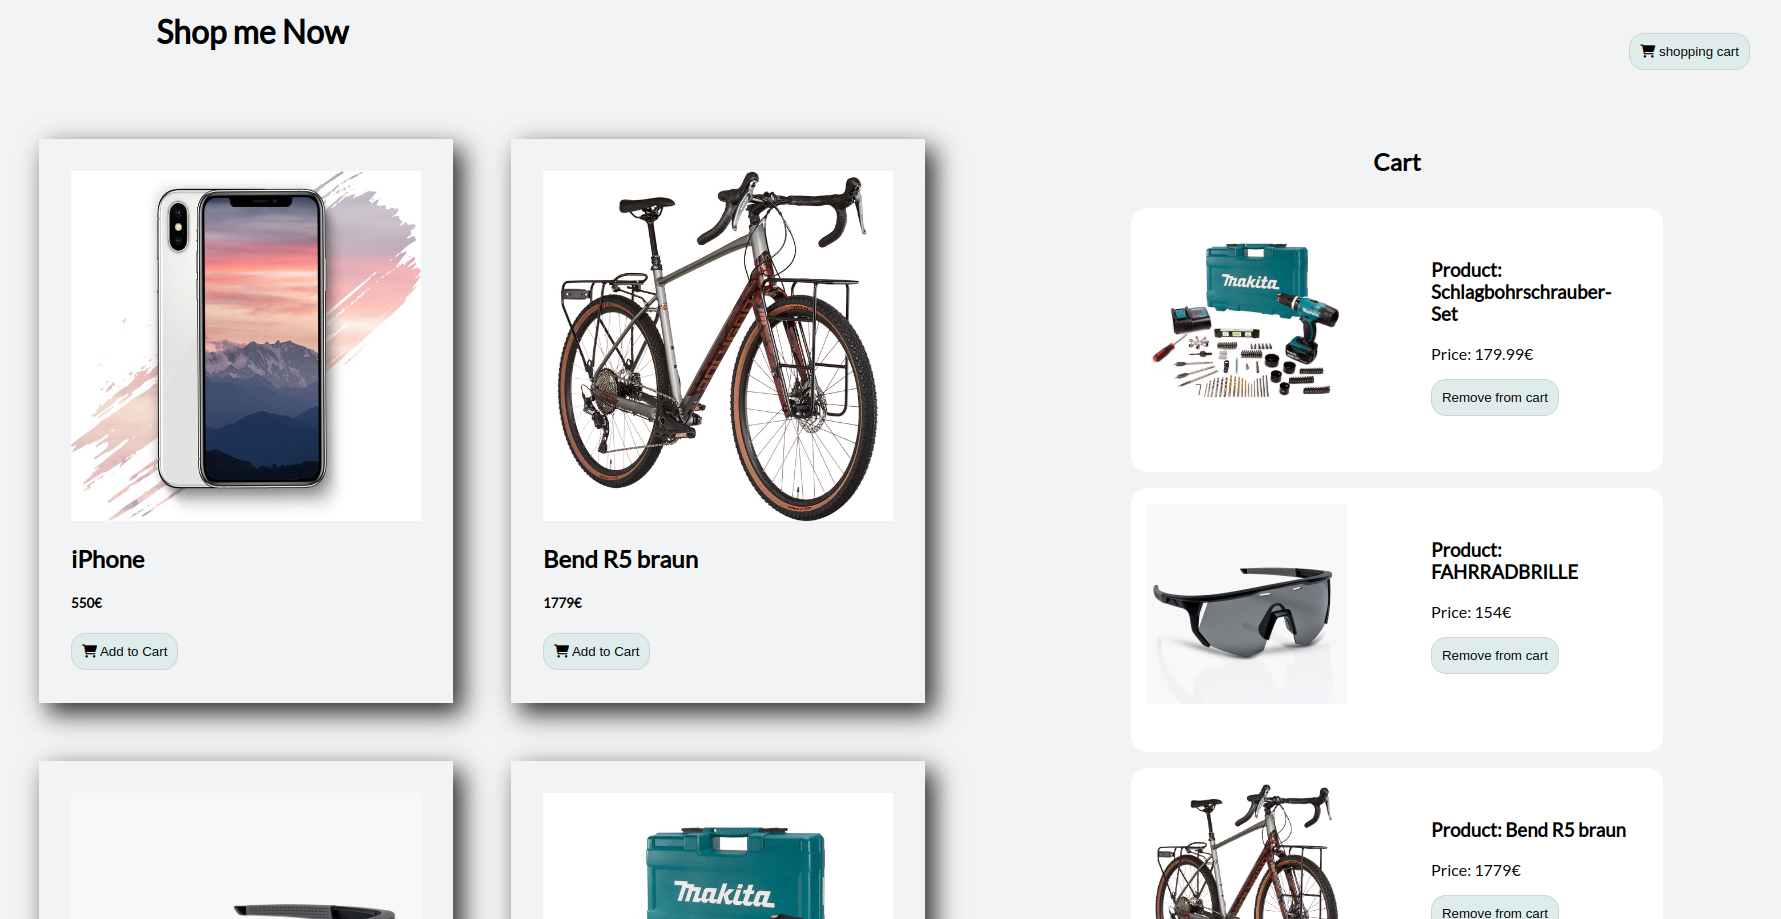 Shop me Now
shopping cart
iPhone
550€
Add to Cart
Bend R5 braun
1779€
Add to Cart
makita
Cart
makita
Product:
Schlagbohrschrauber-
Set
Price: 179.99€
Remove from cart
Product:
FAHRRADBRILLE
Price: 154€
Remove from cart
Product: Bend R5 braun
Price: 1779€
Remove from cart